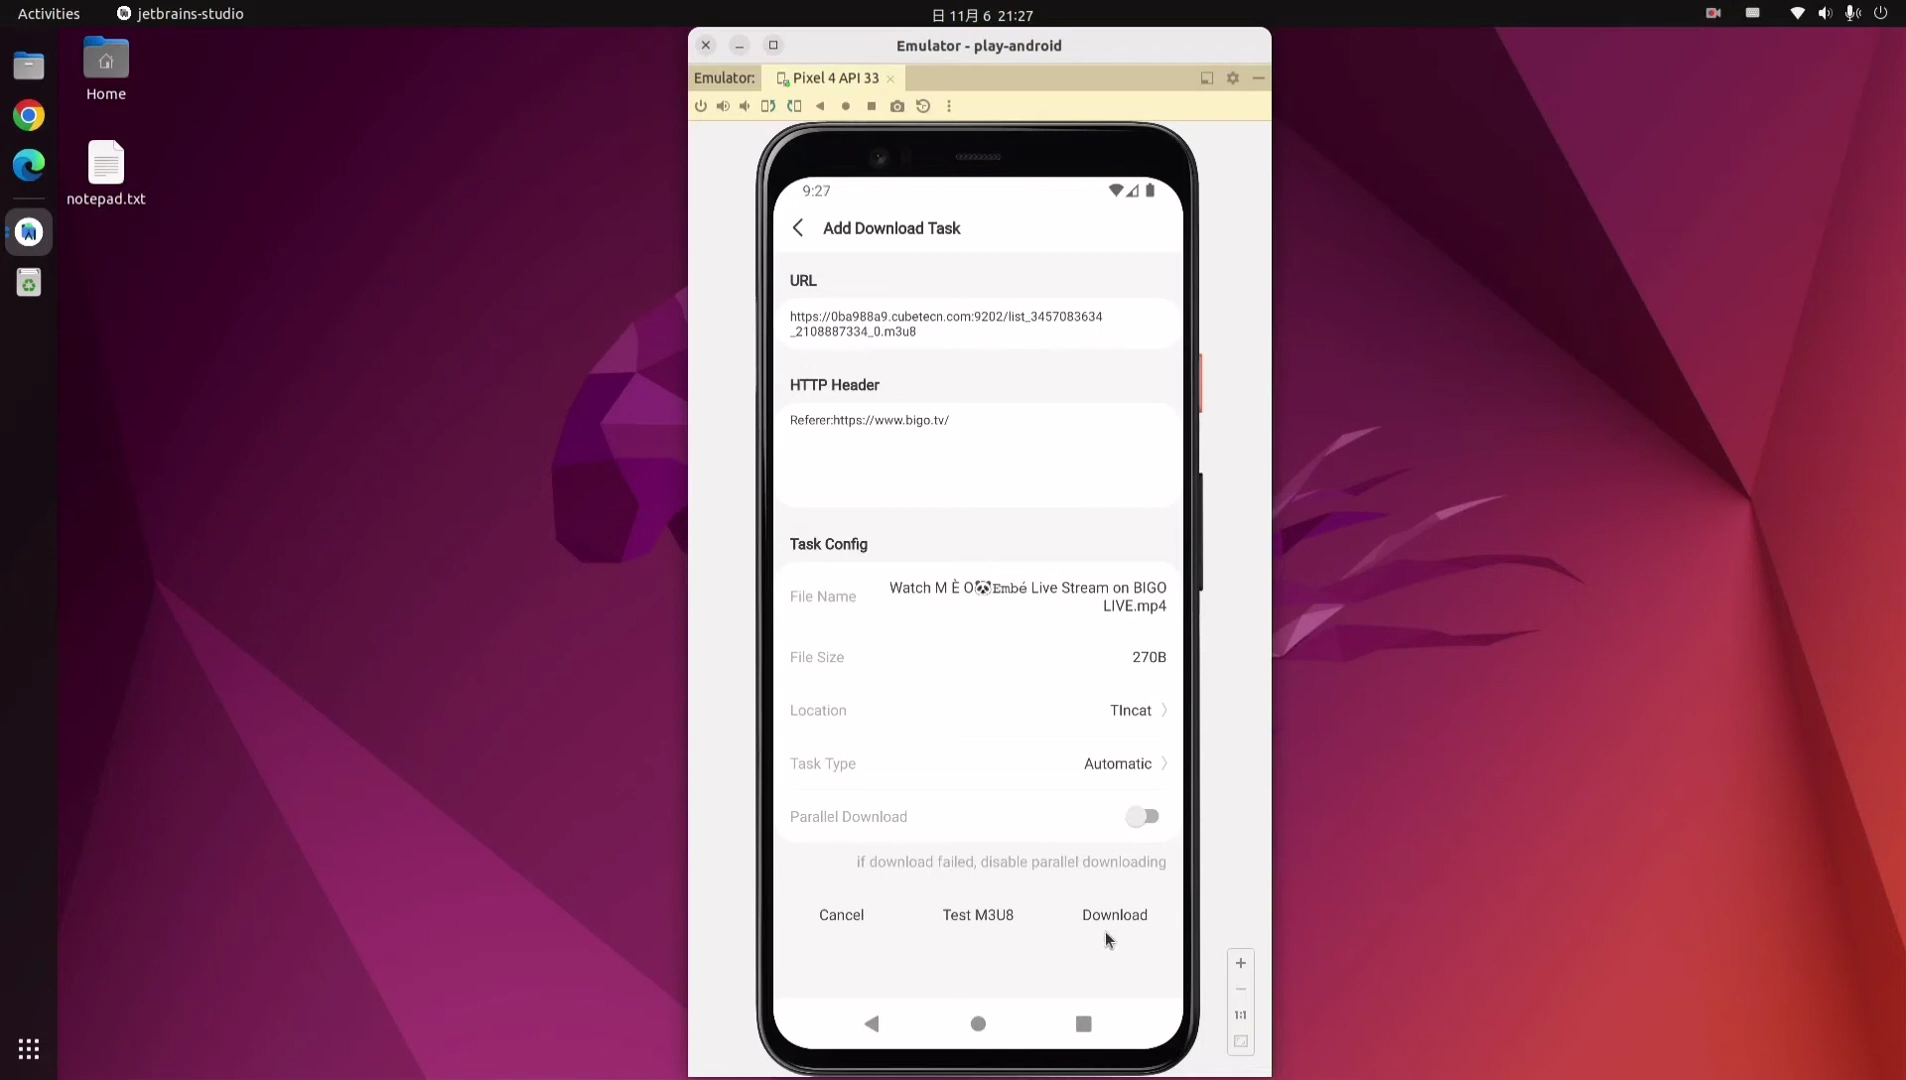 Activities
jetbrains-studio
日 11月 6 21:27
Home
notepad.txt
Emulator - play-android
Emulator:
Pixel 4 API 33
9:27
Add Download Task
URL
https://0ba988a9.cubetecn.com:9202/list_3457083634
_2108887334_0.m3u8
HTTP Header
Referer:https://www.bigo.tv/
Task Config
File Name
Watch M È O🐼Embé Live Stream on BIGO
LIVE.mp4
File Size
270B
Location
TIncat
Task Type
Automatic
Parallel Download
if download failed, disable parallel downloading
Cancel
Test M3U8
Download
1:1